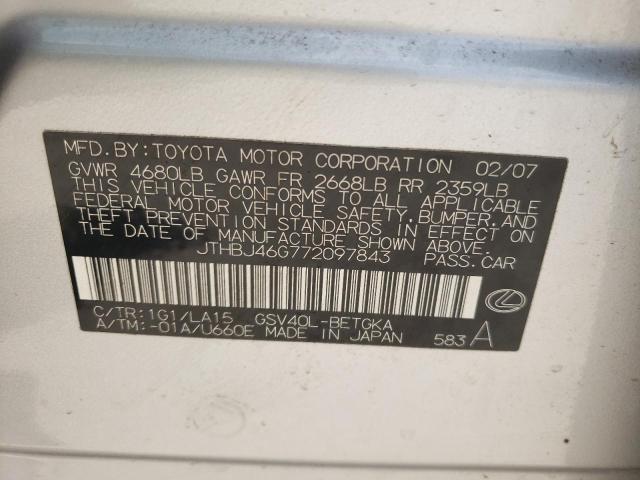 MFD. BY: TOYOTA MOTOR CORPORATION 02/07
GVWR 4680LB GAWR FR 2668LB RR 2359LB
THIS VEHICLE CONFORMS TO ALL APPLICABLE
FEDERAL MOTOR VEHICLE SAFETY, BUMPER, AND
THEFT PREVENTION STANDARDS IN EFFECT ON
THE DATE OF MANUFACTURE SHOWN ABOVE.
JTHBJ46G772097843 PASS. CAR
C/TR: 1G1/LA15 GSV40L-BETGKA
A/TM: -01A/U660E MADE IN JAPAN 583 A